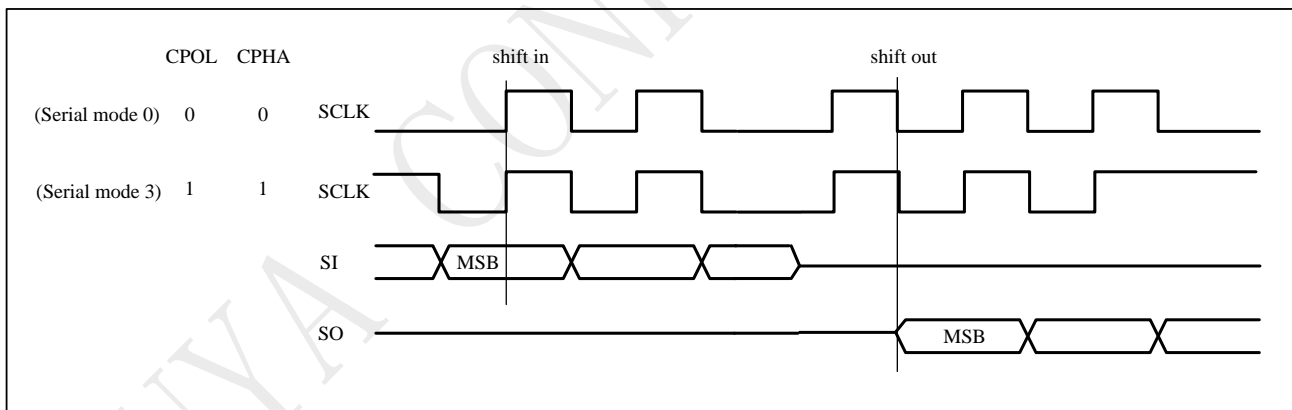 CPOL CPHA shift in shift out
(Serial mode 0) 0 0 SCLK
(Serial mode 3) 1 1 SCLK
SI MSB
SO MSB